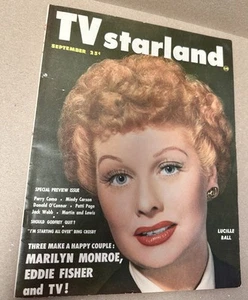 TV starland
SEPTEMBER 25¢
SPECIAL PREVIEW ISSUE
Perry Como • Mindy Carson
Donald O'Connor • Patti Page
Jack Webb • Martin and Lewis
SHOULD GODFREY QUIT?
"I'M STARTING ALL OVER" BING CROSBY
LUCILLE
BALL
THREE MAKE A HAPPY COUPLE:
MARILYN MONROE,
EDDIE FISHER
and TV!